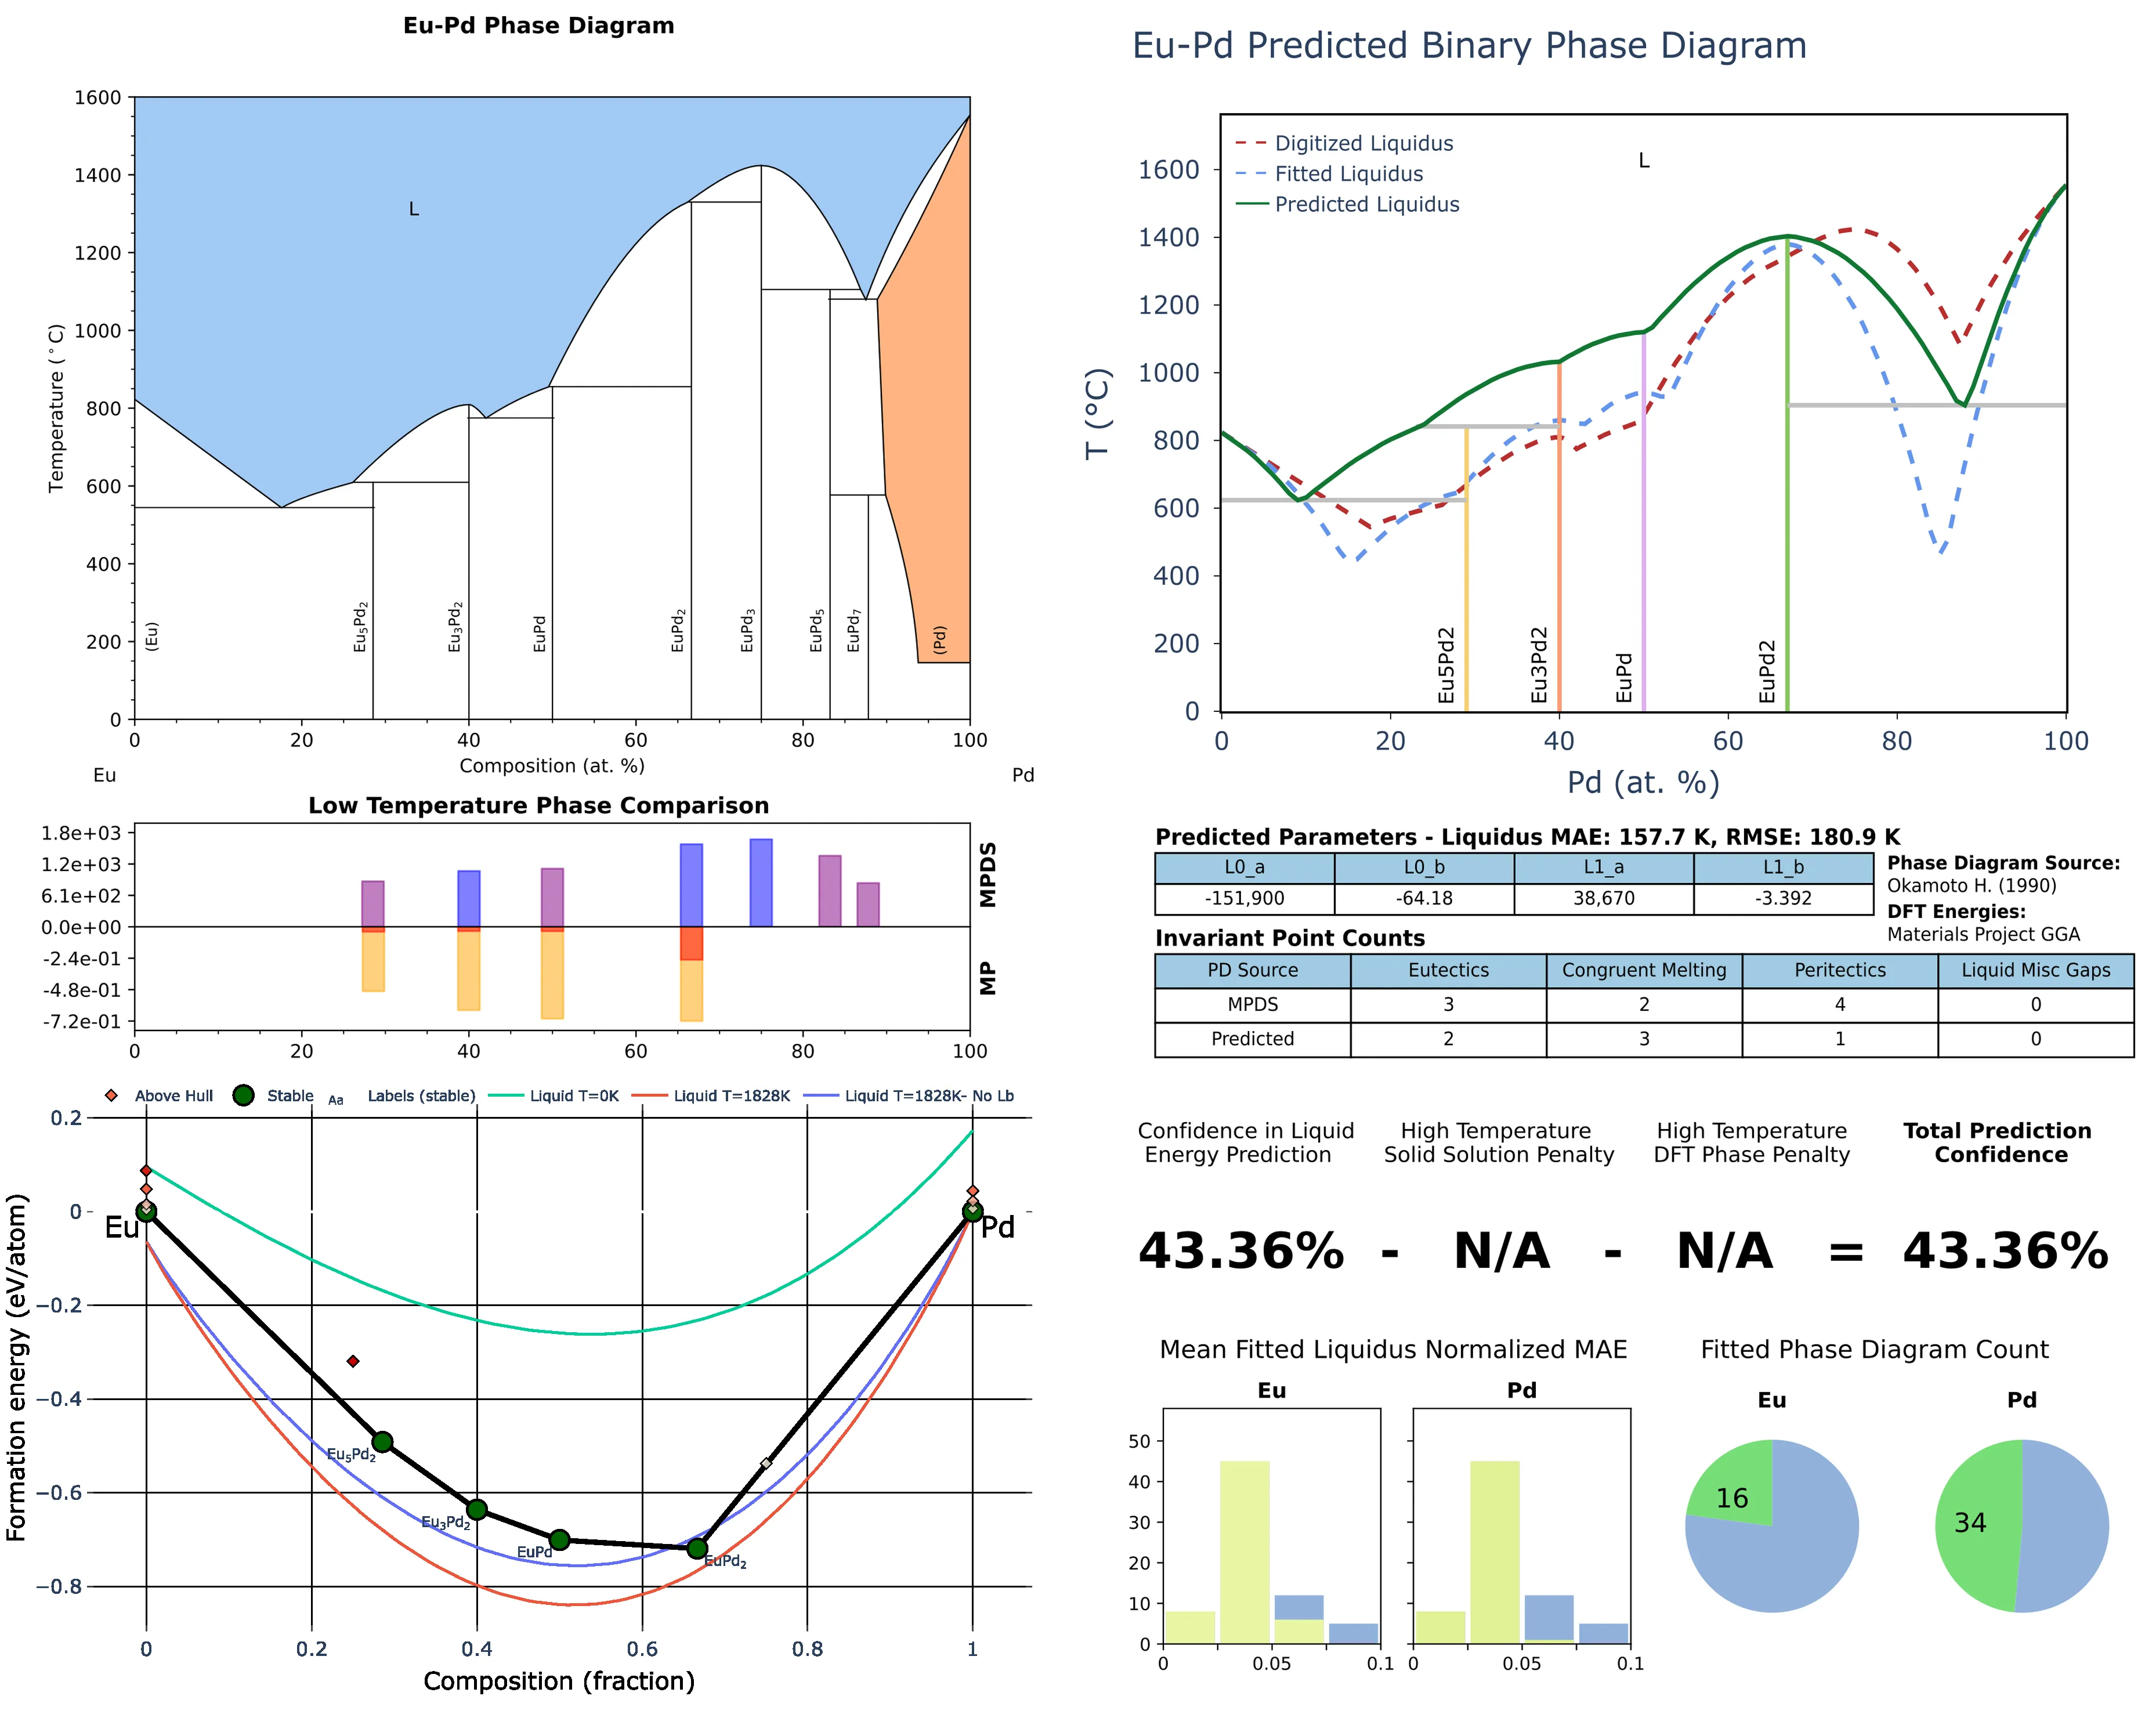 Eu-Pd Phase Diagram
1600
1400
1200
1000
800
600
400
200
0
Temperature (°C)
L
(Eu)
Eu5Pd2
Eu3Pd2
EuPd
EuPd2
EuPd3
EuPd5
EuPd7
(Pd)
0 20 40 60 80 100
Composition (at. %)
Eu Pd
Low Temperature Phase Comparison
1.8e+03
1.2e+03
6.1e+02
0.0e+00
-2.4e-01
-4.8e-01
-7.2e-01
MPDS
MP
0 20 40 60 80 100
Above Hull Stable Aa Labels (stable) Liquid T=0K Liquid T=1828K Liquid T=1828K- No Lb
0.2
0
−0.2
−0.4
−0.6
−0.8
Formation energy (eV/atom)
Eu
Eu5Pd2
Eu3Pd2
EuPd
EuPd2
Pd
0 0.2 0.4 0.6 0.8 1
Composition (fraction)
Eu-Pd Predicted Binary Phase Diagram
Digitized Liquidus
Fitted Liquidus
Predicted Liquidus
L
1600
1400
1200
1000
800
600
400
200
0
T (°C)
Eu5Pd2
Eu3Pd2
EuPd
EuPd2
0 20 40 60 80 100
Pd (at. %)
Predicted Parameters - Liquidus MAE: 157.7 K, RMSE: 180.9 K
L0_a L0_b L1_a L1_b
-151,900 -64.18 38,670 -3.392
Phase Diagram Source:
Okamoto H. (1990)
DFT Energies:
Materials Project GGA
Invariant Point Counts
PD Source Eutectics Congruent Melting Peritectics Liquid Misc Gaps
MPDS 3 2 4 0
Predicted 2 3 1 0
Confidence in Liquid
Energy Prediction
High Temperature
Solid Solution Penalty
High Temperature
DFT Phase Penalty
Total Prediction
Confidence
43.36% - N/A - N/A = 43.36%
Mean Fitted Liquidus Normalized MAE
Eu
Pd
50
40
30
20
10
0
0 0.05 0.1
0 0.05 0.1
Fitted Phase Diagram Count
Eu
16
Pd
34